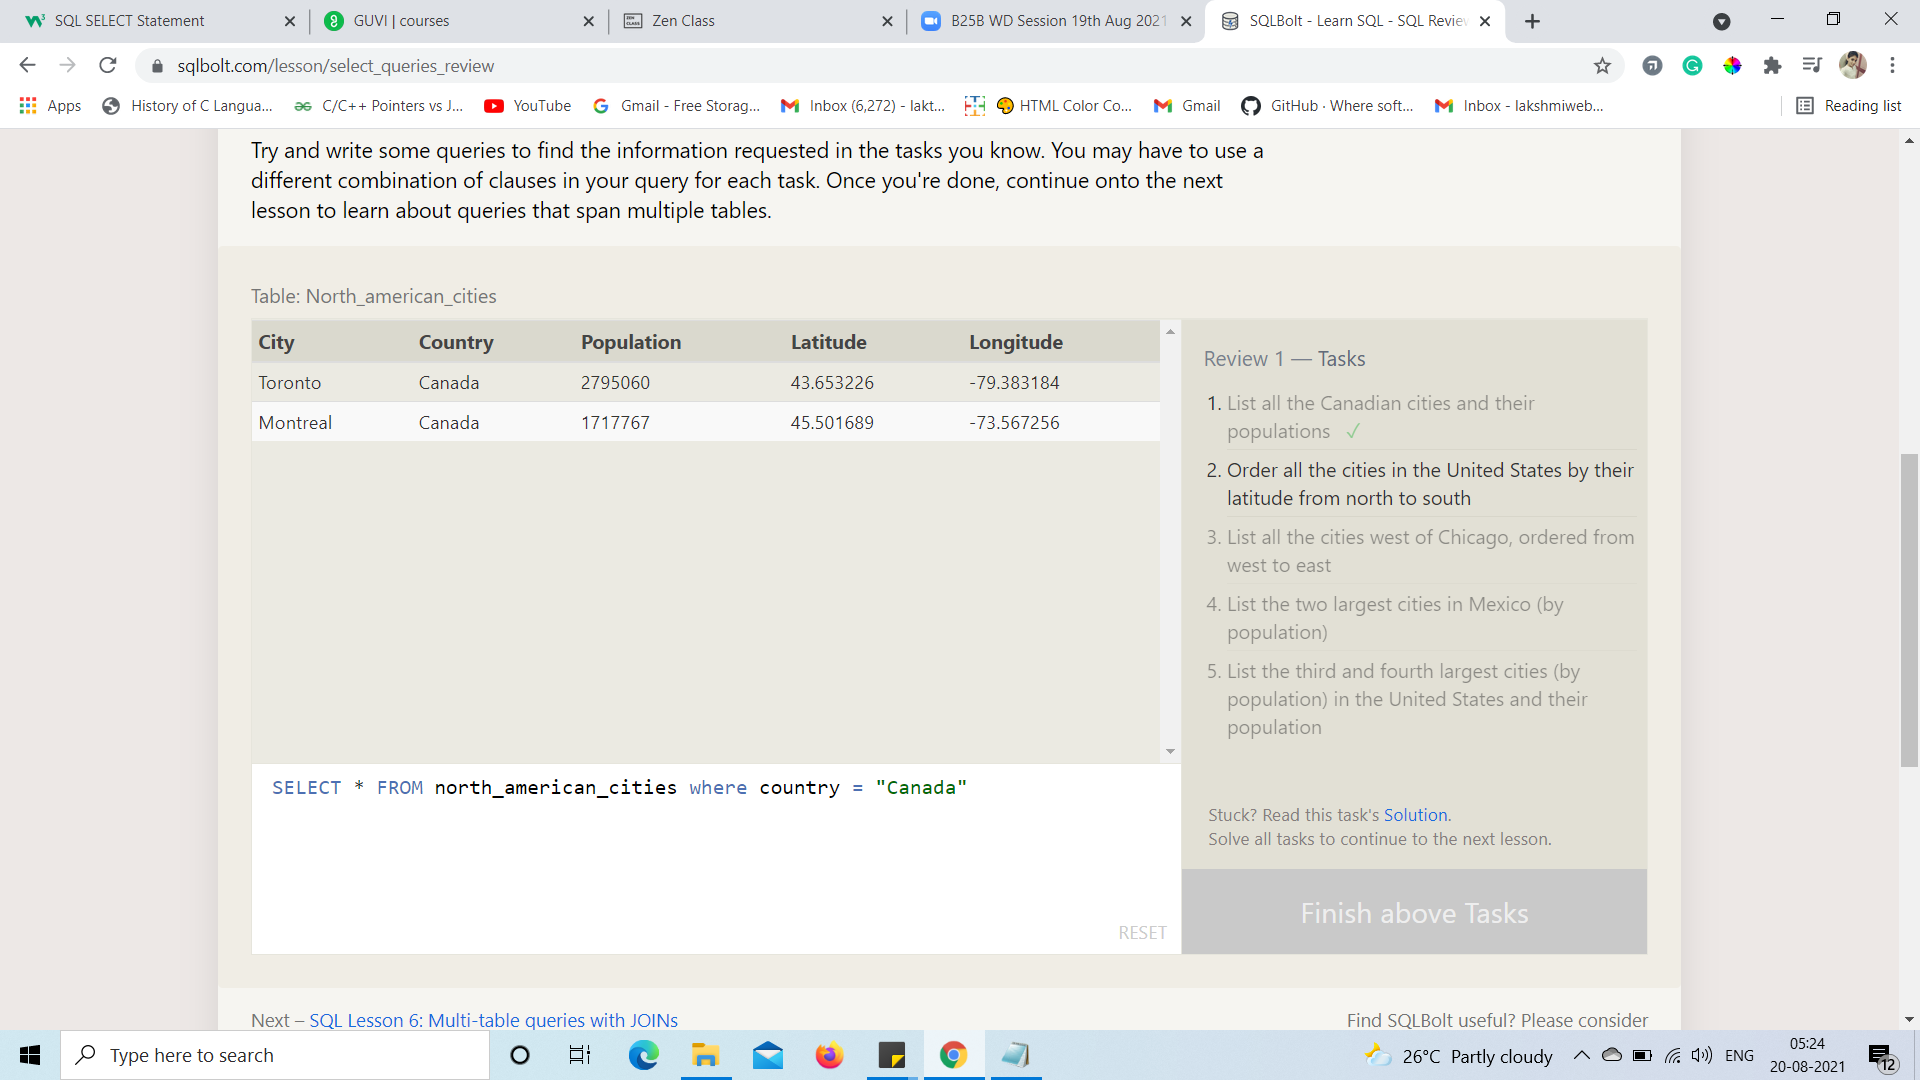 SQL SELECT Statement
GUVI | courses
Zen Class
B25B WD Session 19th Aug 2021
SQLBolt - Learn SQL - SQL Review
sqlbolt.com/lesson/select_queries_review
Apps
History of C Langua...
C/C++ Pointers vs J...
YouTube
Gmail - Free Storag...
Inbox (6,272) - lakt...
HTML Color Co...
Gmail
GitHub · Where soft...
Inbox - lakshmiweb...
Reading list
Try and write some queries to find the information requested in the tasks you know. You may have to use a
different combination of clauses in your query for each task. Once you're done, continue onto the next
lesson to learn about queries that span multiple tables.
Table: North_american_cities
City Country Population Latitude Longitude
Toronto Canada 2795060 43.653226 -79.383184
Montreal Canada 1717767 45.501689 -73.567256
SELECT * FROM north_american_cities where country = "Canada"
RESET
Review 1 — Tasks
1. List all the Canadian cities and their
populations ✓
2. Order all the cities in the United States by their
latitude from north to south
3. List all the cities west of Chicago, ordered from
west to east
4. List the two largest cities in Mexico (by
population)
5. List the third and fourth largest cities (by
population) in the United States and their
population
Stuck? Read this task's Solution.
Solve all tasks to continue to the next lesson.
Finish above Tasks
Next – SQL Lesson 6: Multi-table queries with JOINs
Find SQLBolt useful? Please consider
Type here to search
26°C Partly cloudy
ENG
05:24
20-08-2021
12